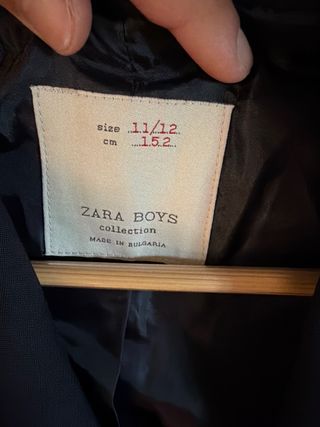 size 11/12
cm 152
ZARA BOYS
collection
MADE IN BULGARIA